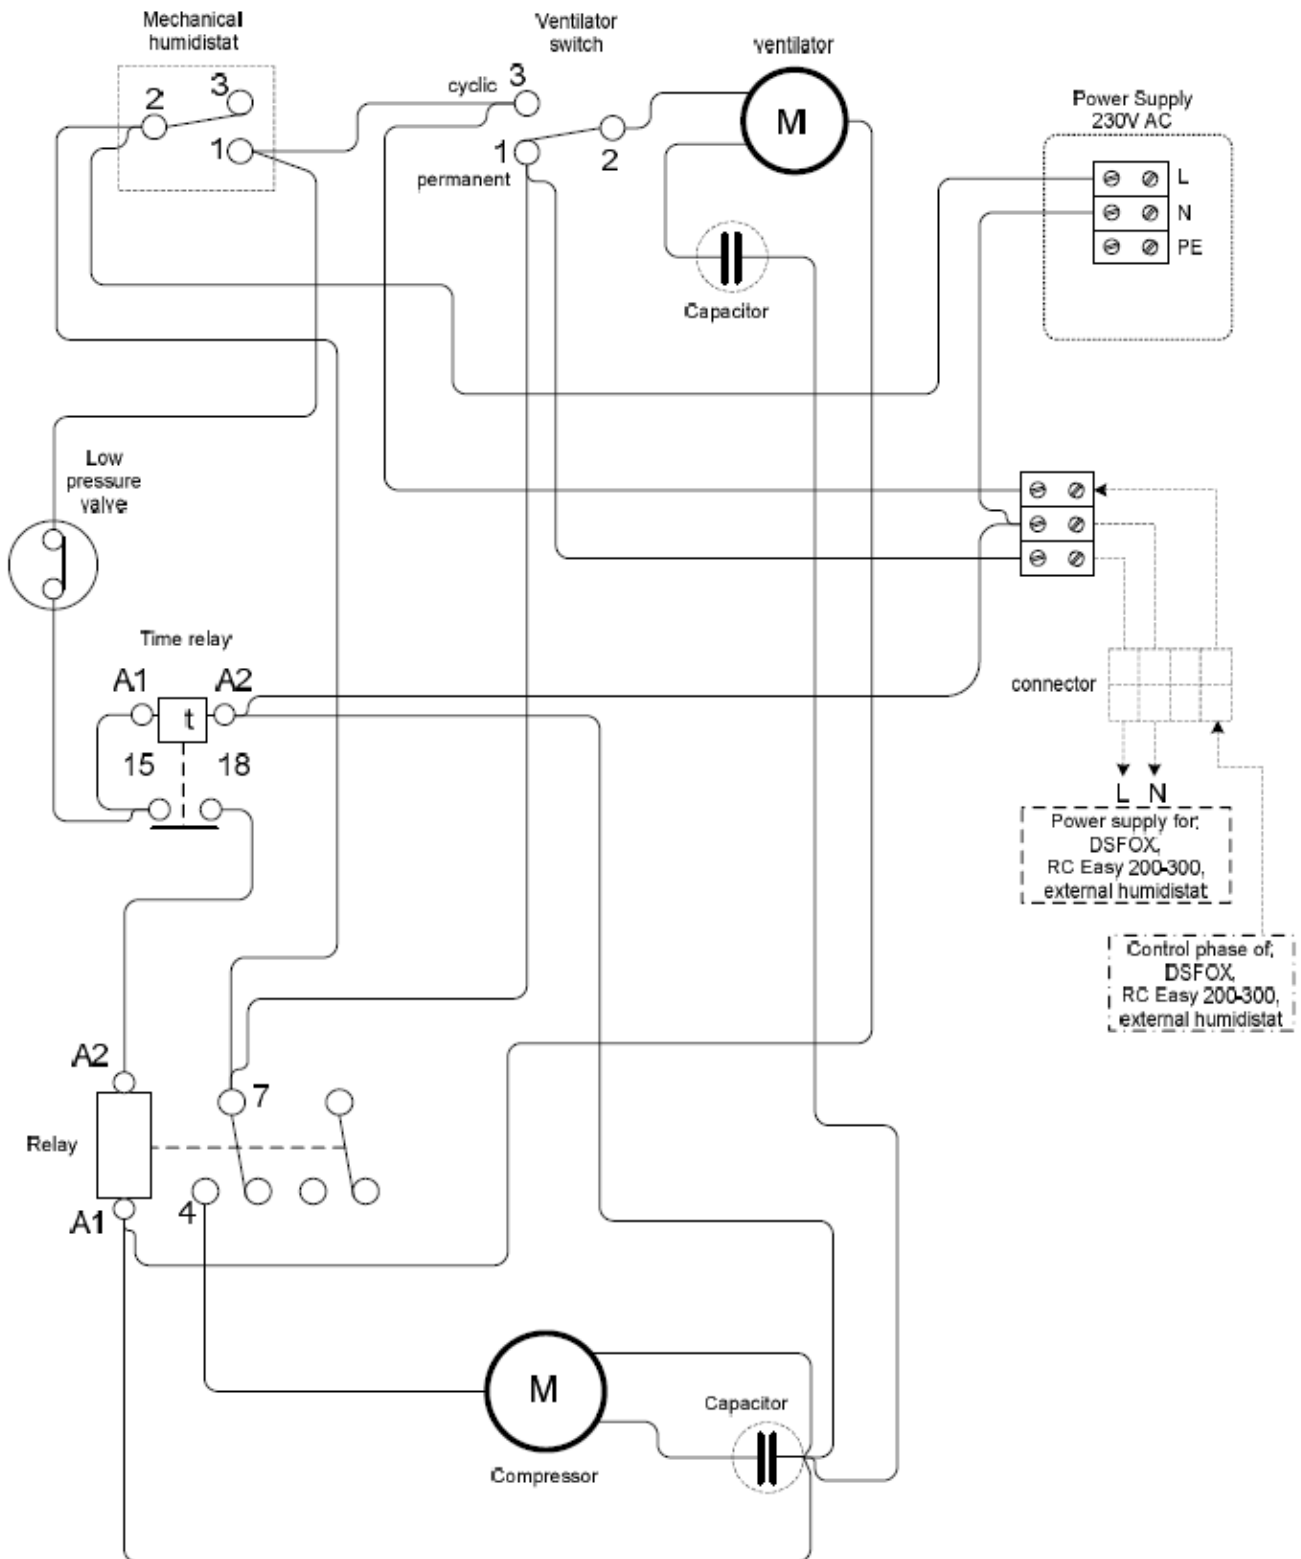 Mechanical
humidistat
Ventilator
switch
ventilator
Power Supply
230V AC
cyclic
3
3
2
1
1
2
permanent
M
L
N
PE
Capacitor
Low
pressure
valve
Time relay
A1
A2
t
15
18
connector
L N
Power supply for:
DSFOX,
RC Easy 200-300,
external humidistat
Control phase of:
DSFOX,
RC Easy 200-300,
external humidistat
A2
7
Relay
4
A1
M
Capacitor
Compressor